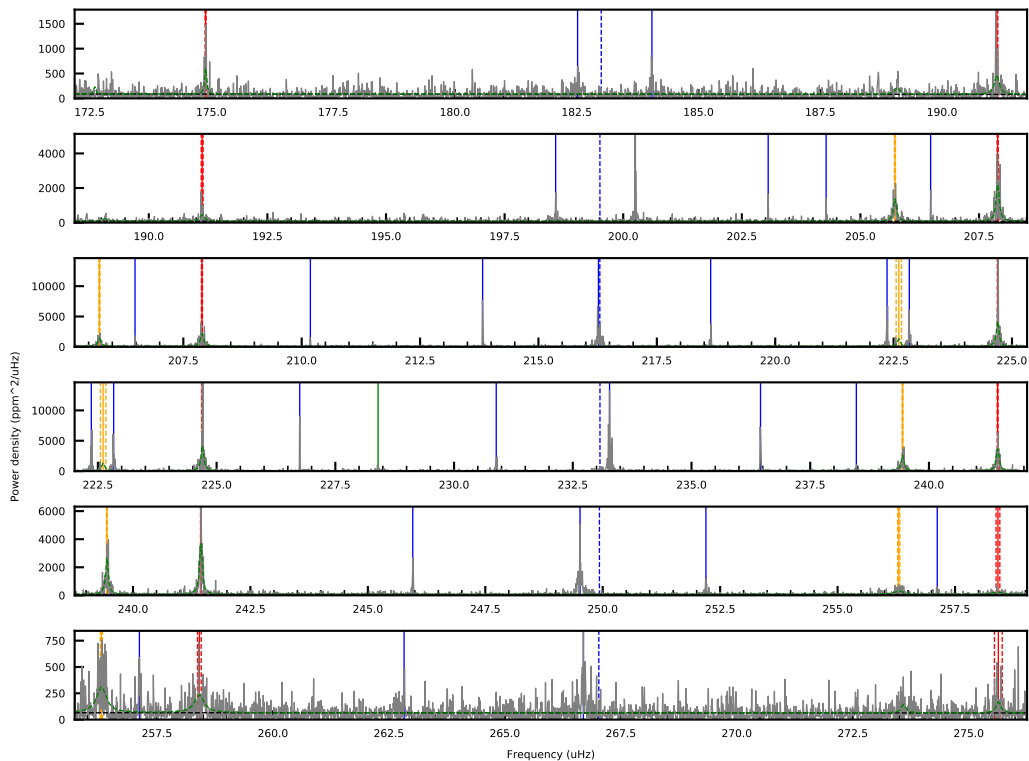 1500
1000
500
0
172.5 175.0 177.5 180.0 182.5 185.0 187.5 190.0
4000
2000
0
190.0 192.5 195.0 197.5 200.0 202.5 205.0 207.5
10000
5000
0
207.5 210.0 212.5 215.0 217.5 220.0 222.5 225.0
Power density (ppm^2/uHz)
10000
5000
0
222.5 225.0 227.5 230.0 232.5 235.0 237.5 240.0
6000
4000
2000
0
240.0 242.5 245.0 247.5 250.0 252.5 255.0 257.5
750
500
250
0
257.5 260.0 262.5 265.0 267.5 270.0 272.5 275.0
Frequency (uHz)